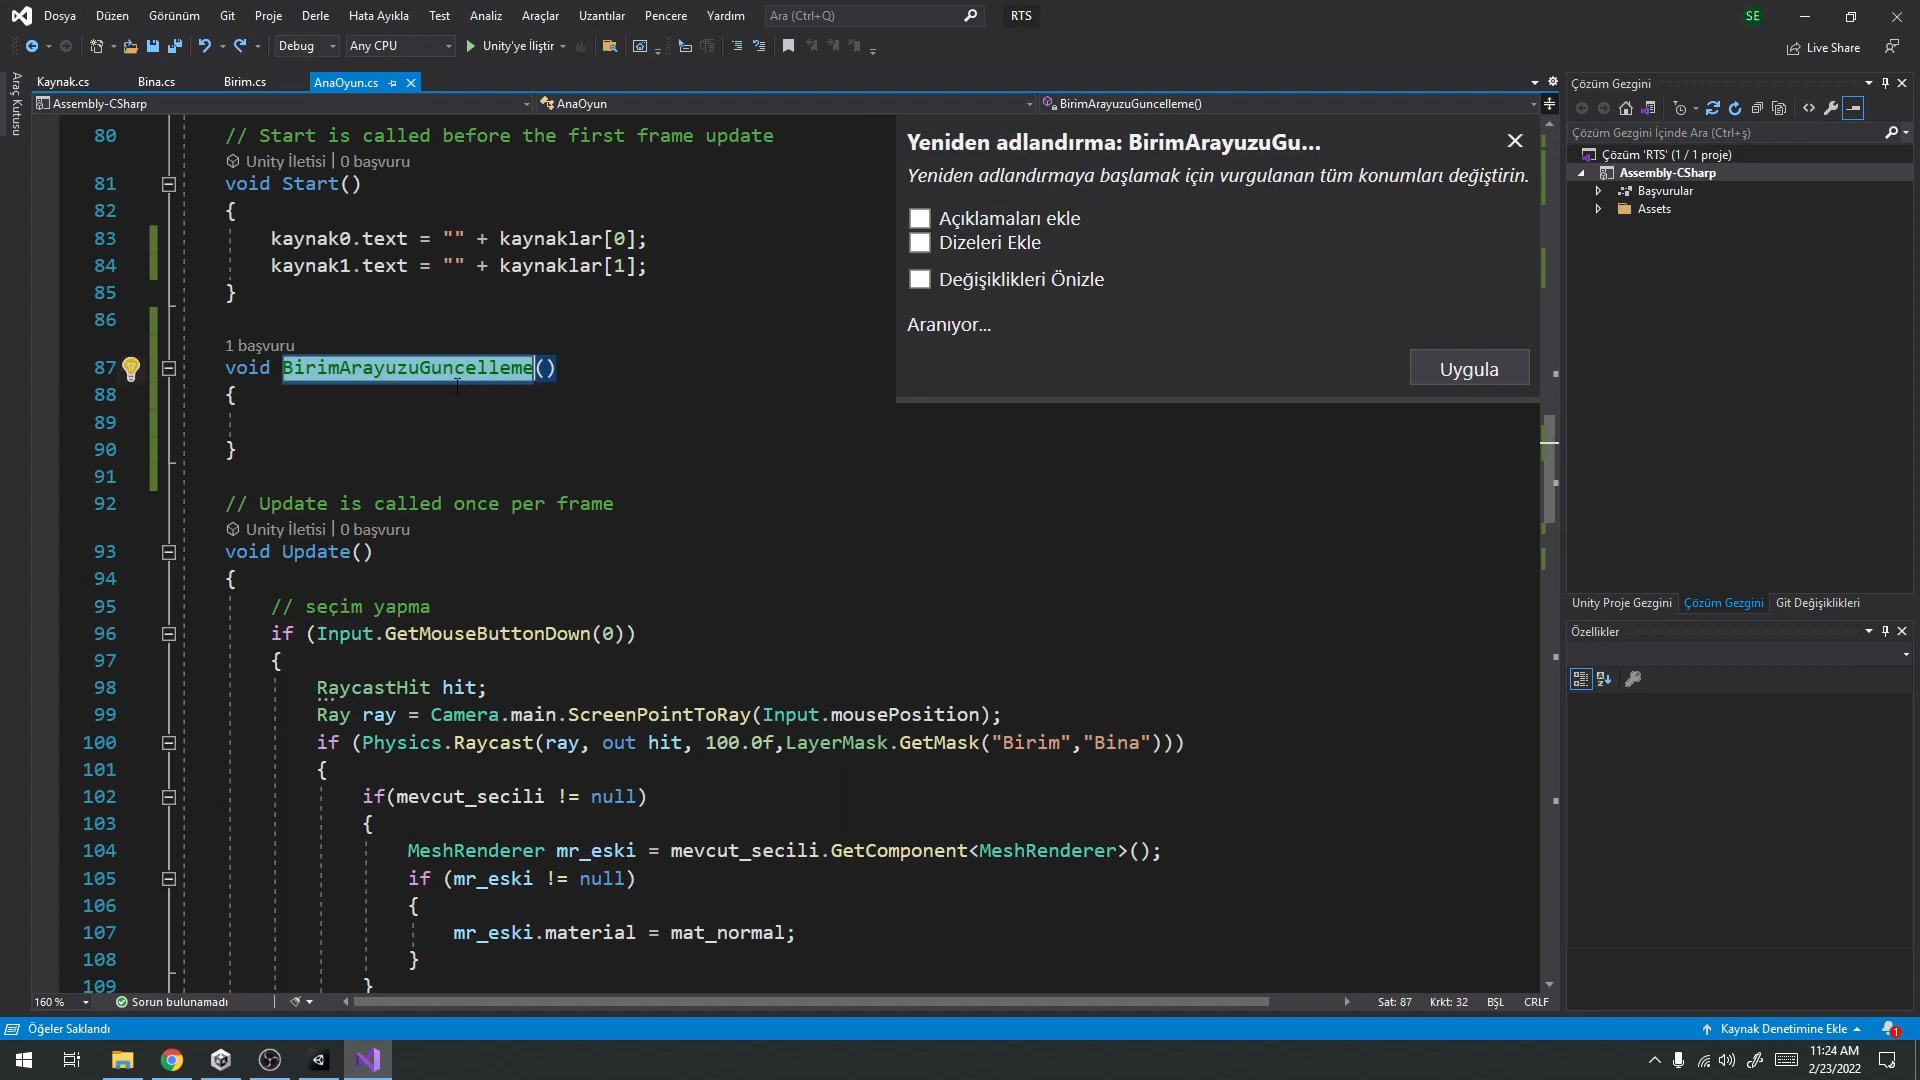 Dosya Düzen Görünüm Git Proje Derle Hata Ayıkla Test Analiz Araçlar Uzantılar Pencere Yardım Ara (Ctrl+Q) RTS SE
Debug Any CPU Unity'ye İliştir Live Share
Araç Kutusu
Kaynak.cs Bina.cs Birim.cs AnaOyun.cs
Assembly-CSharp AnaOyun BirimArayuzuGuncelleme()
80 // Start is called before the first frame update
Unity İletisi | 0 başvuru
81 void Start()
82 {
83 kaynak0.text = "" + kaynaklar[0];
84 kaynak1.text = "" + kaynaklar[1];
85 }
86
1 başvuru
87 void BirimArayuzuGuncelleme()
88 {
89
90 }
91
92 // Update is called once per frame
Unity İletisi | 0 başvuru
93 void Update()
94 {
95 // seçim yapma
96 if (Input.GetMouseButtonDown(0))
97 {
98 RaycastHit hit;
99 Ray ray = Camera.main.ScreenPointToRay(Input.mousePosition);
100 if (Physics.Raycast(ray, out hit, 100.0f,LayerMask.GetMask("Birim","Bina")))
101 {
102 if(mevcut_secili != null)
103 {
104 MeshRenderer mr_eski = mevcut_secili.GetComponent<MeshRenderer>();
105 if (mr_eski != null)
106 {
107 mr_eski.material = mat_normal;
108 }
109 }
Yeniden adlandırma: BirimArayuzuGu...
Yeniden adlandırmaya başlamak için vurgulanan tüm konumları değiştirin.
Açıklamaları ekle
Dizeleri Ekle
Değişiklikleri Önizle
Aranıyor...
Uygula
Çözüm Gezgini
Çözüm Gezgini İçinde Ara (Ctrl+ş)
Çözüm 'RTS' (1 / 1 proje)
Assembly-CSharp
Başvurular
Assets
Unity Proje Gezgini Çözüm Gezgini Git Değişiklikleri
Özellikler
160 % Sorun bulunamadı Sat: 87 Krkt: 32 BŞL CRLF
Öğeler Saklandı Kaynak Denetimine Ekle 1
11:24 AM
2/23/2022